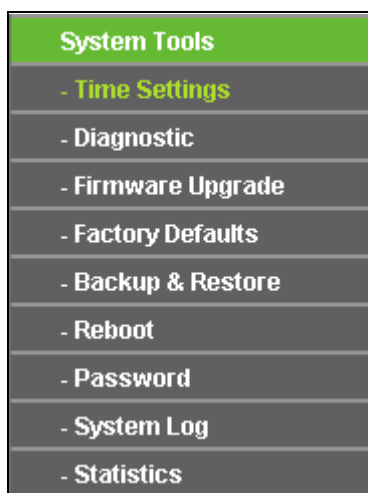 System Tools
- Time Settings
- Diagnostic
- Firmware Upgrade
- Factory Defaults
- Backup & Restore
- Reboot
- Password
- System Log
- Statistics